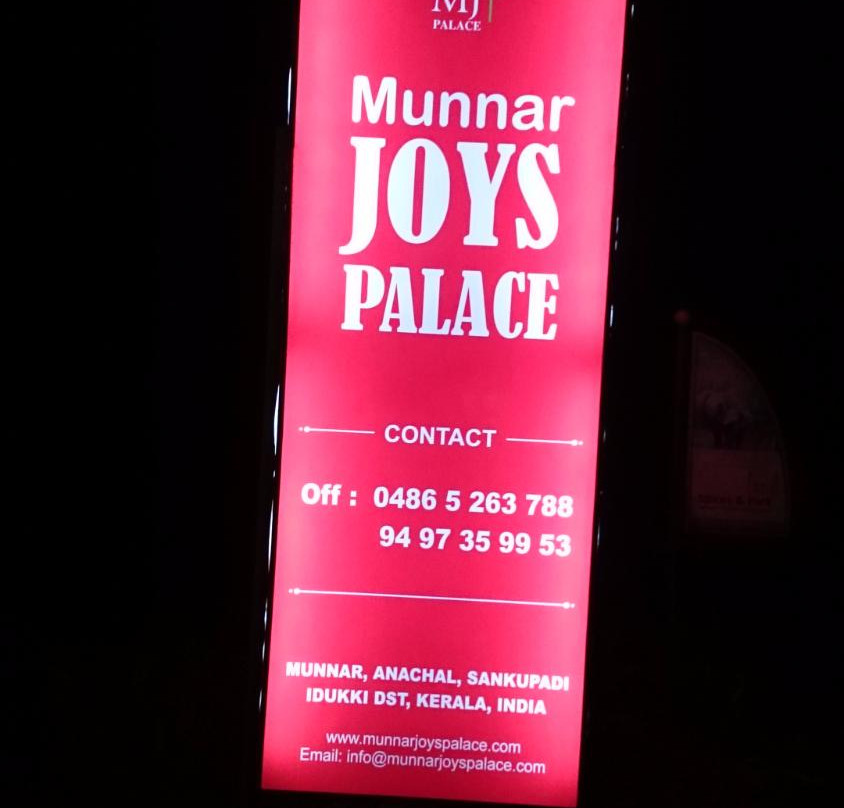 MJ
PALACE
Munnar
JOYS
PALACE
CONTACT
Off : 0486 5 263 788
94 97 35 99 53
MUNNAR, ANACHAL, SANKUPADI
IDUKKI DST, KERALA, INDIA
www.munnarjoyspalace.com
Email: info@munnarjoyspalace.com